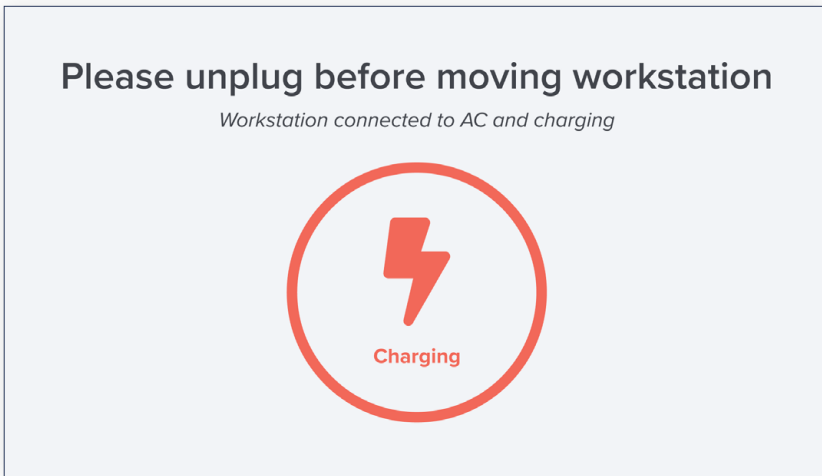 Please unplug before moving workstation
Workstation connected to AC and charging
Charging